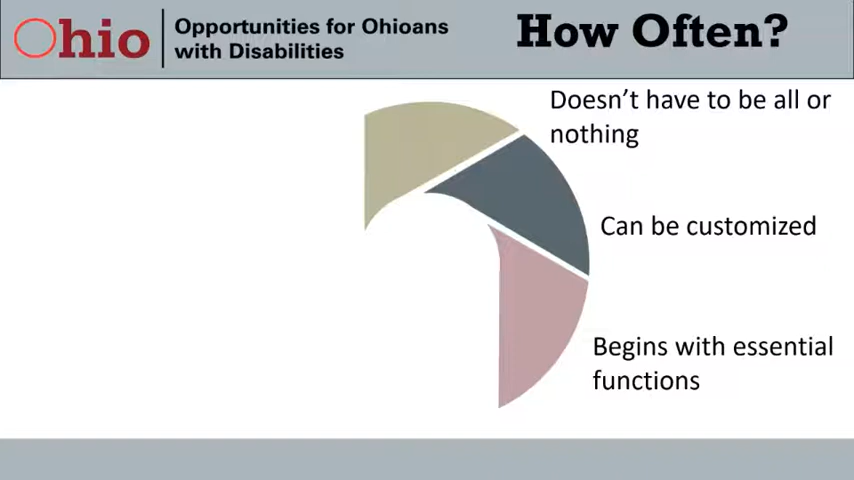 Ohio
Opportunities for Ohioans
with Disabilities
How Often?
Doesn’t have to be all or
nothing
Can be customized
Begins with essential
functions